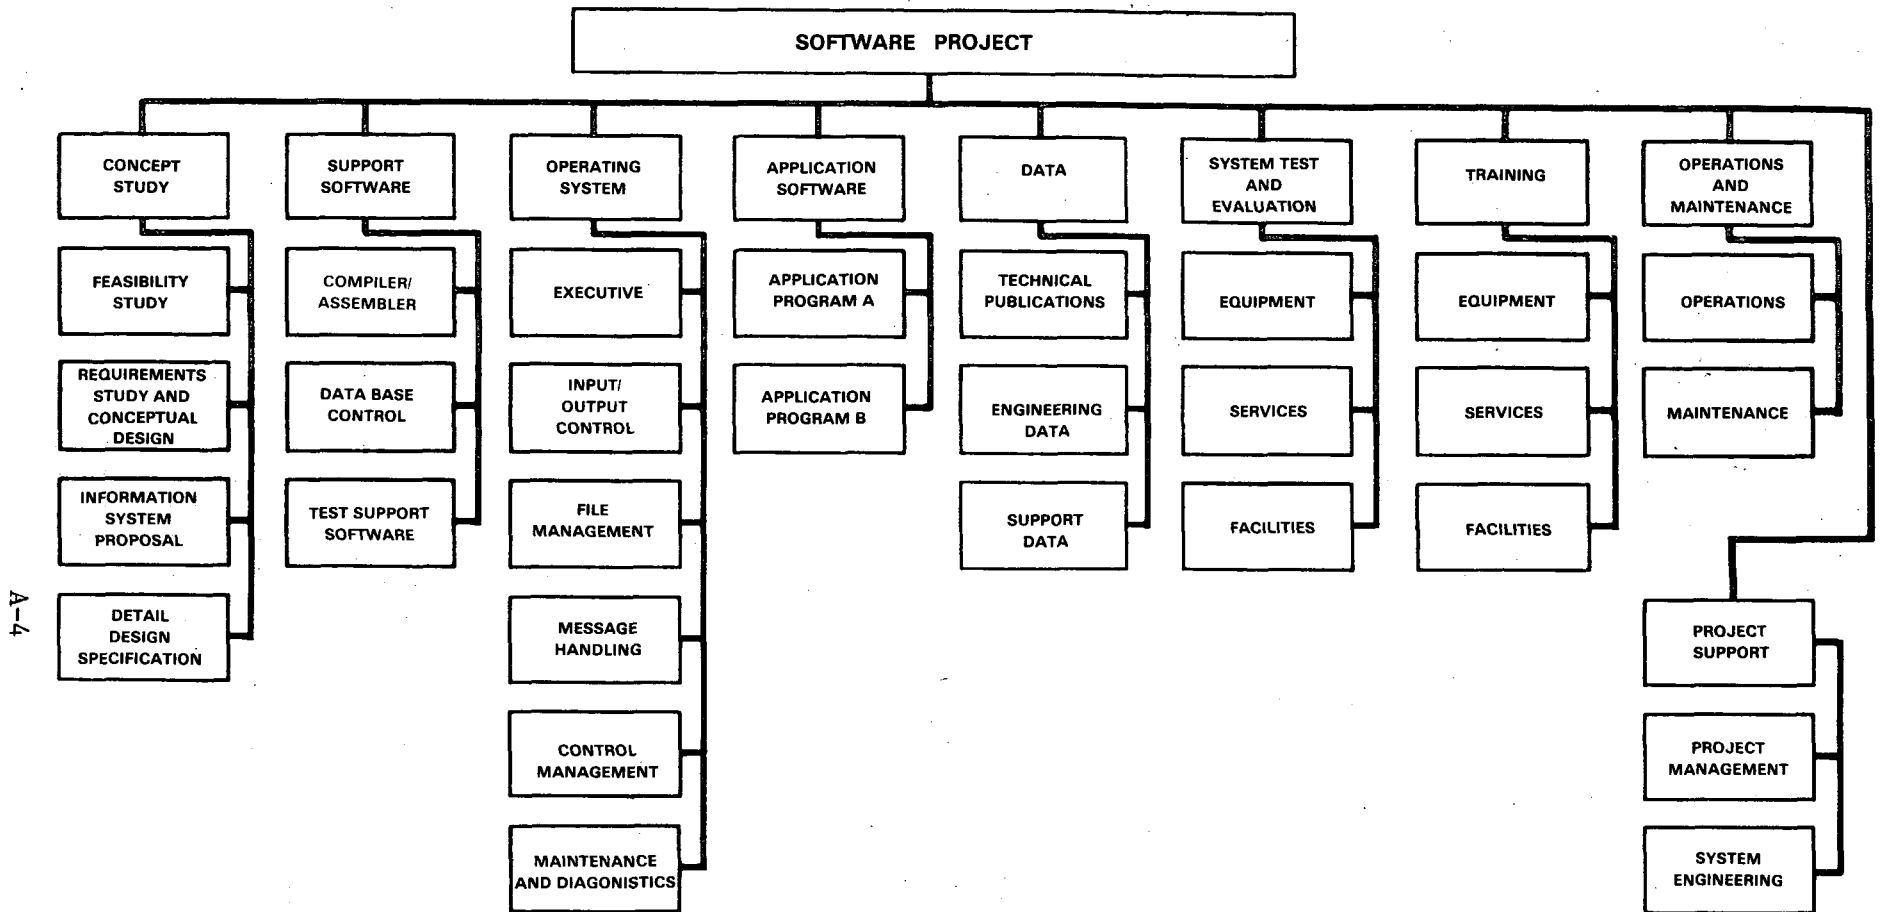 SOFTWARE PROJECT
CONCEPT
STUDY
FEASIBILITY
STUDY
REQUIREMENTS
STUDY AND
CONCEPTUAL
DESIGN
INFORMATION
SYSTEM
PROPOSAL
DETAIL
DESIGN
SPECIFICATION
SUPPORT
SOFTWARE
COMPILER/
ASSEMBLER
DATA BASE
CONTROL
TEST SUPPORT
SOFTWARE
OPERATING
SYSTEM
EXECUTIVE
INPUT/
OUTPUT
CONTROL
FILE
MANAGEMENT
MESSAGE
HANDLING
CONTROL
MANAGEMENT
MAINTENANCE
AND DIAGONISTICS
APPLICATION
SOFTWARE
APPLICATION
PROGRAM A
APPLICATION
PROGRAM B
DATA
TECHNICAL
PUBLICATIONS
ENGINEERING
DATA
SUPPORT
DATA
SYSTEM TEST
AND
EVALUATION
EQUIPMENT
SERVICES
FACILITIES
TRAINING
EQUIPMENT
SERVICES
FACILITIES
OPERATIONS
AND
MAINTENANCE
OPERATIONS
MAINTENANCE
PROJECT
SUPPORT
PROJECT
MANAGEMENT
SYSTEM
ENGINEERING
A-4